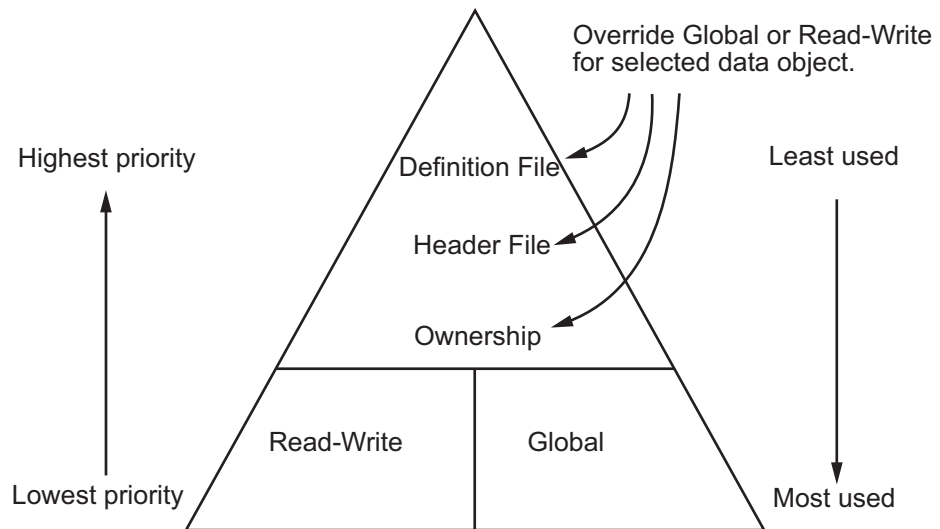 Override Global or Read-Write
for selected data object.
Highest priority
Least used
Definition File
Header File
Ownership
Read-Write
Global
Lowest priority
Most used